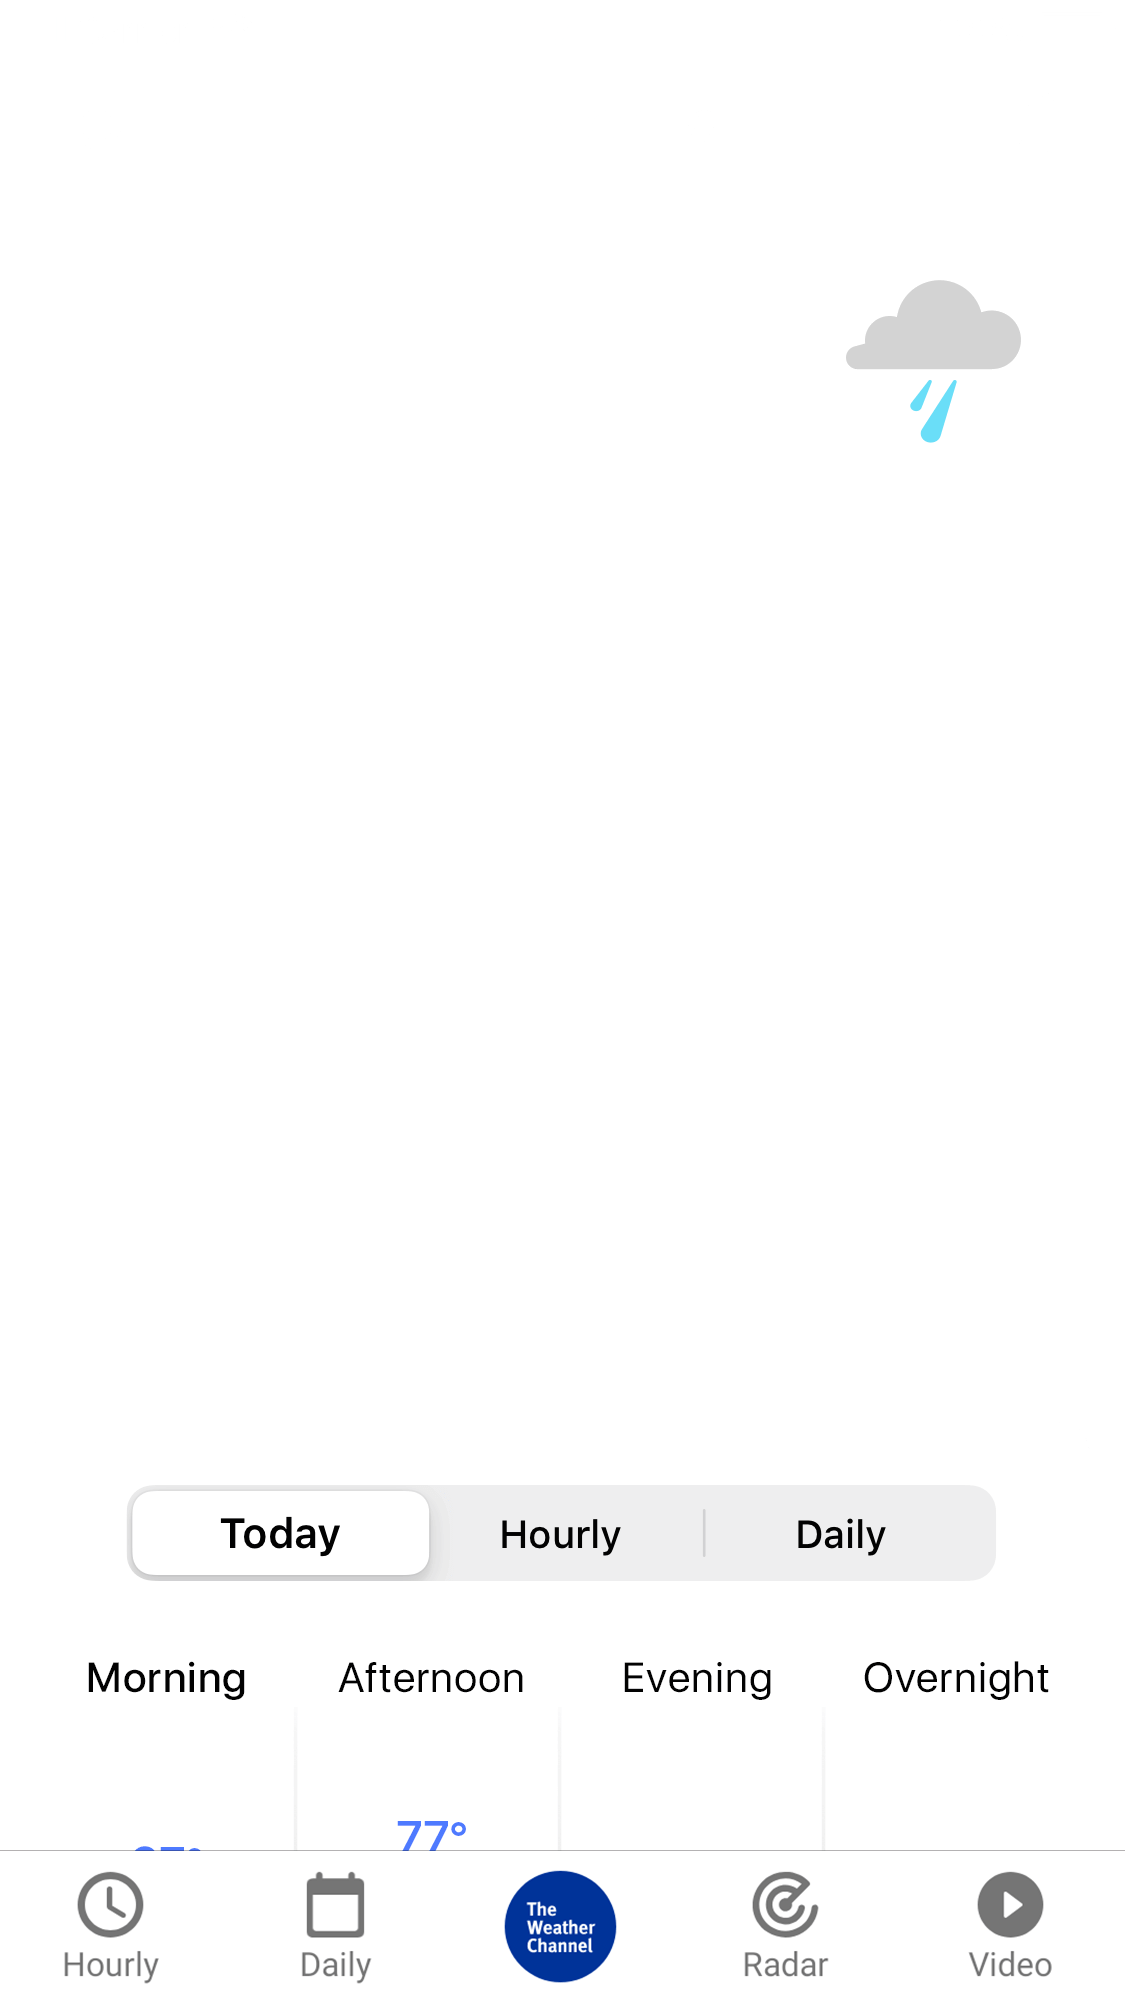 Today Hourly Daily
Morning Afternoon Evening Overnight
77°
The
Weather
Channel
Hourly Daily Radar Video